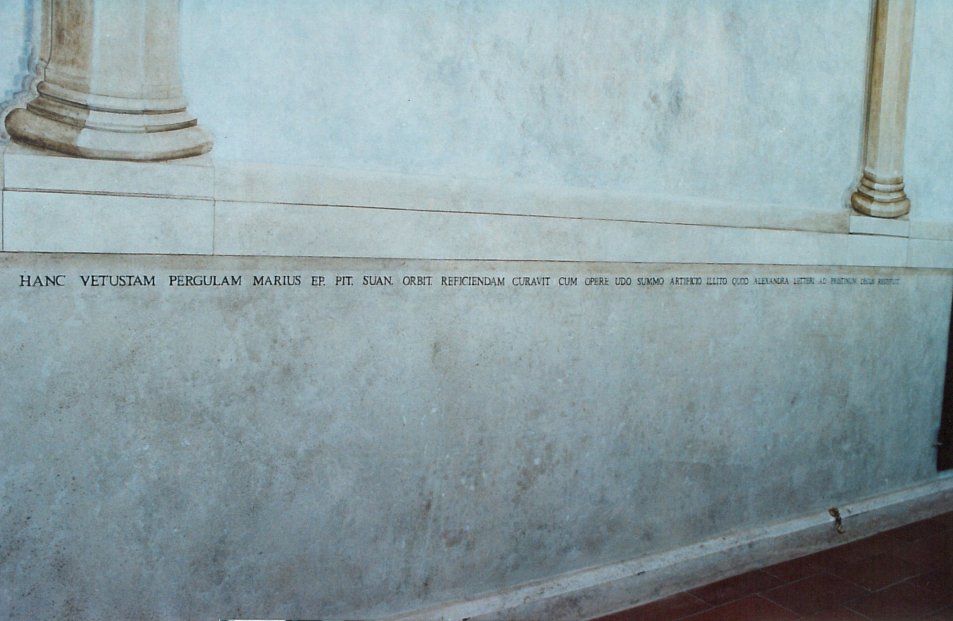 HANC VETUSTAM PERGULAM MARIUS EP. PIT. SUAN. ORBIT. REFICIENDAM CURAVIT CUM OPERE UDO SUMMO ARTIFICIO ILLITO QUOD ALEXANDRA LETTERI AD PRISTINUM DECUS RESTITUIT